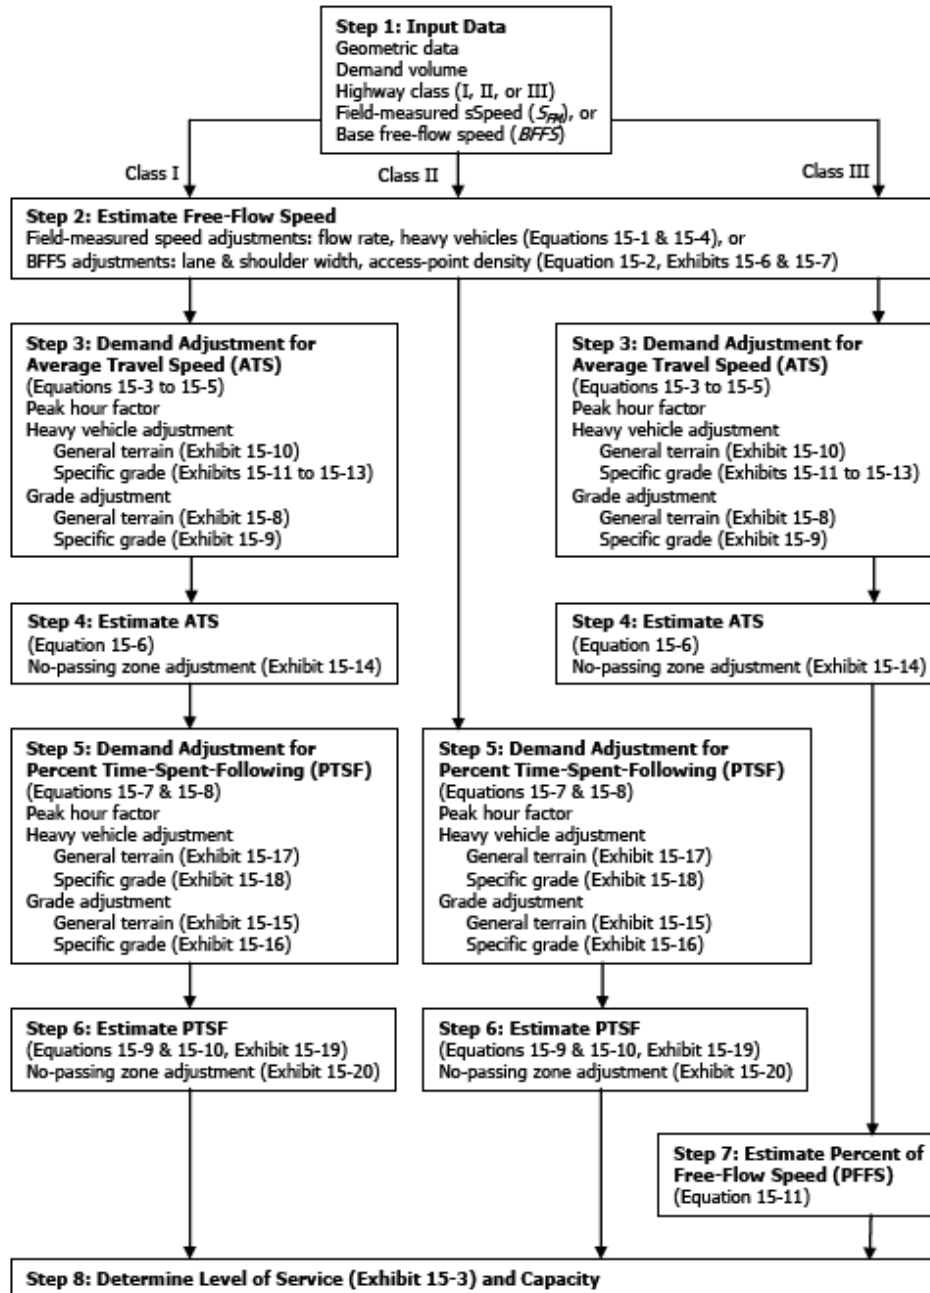 Step 1: Input Data
Geometric data
Demand volume
Highway class (I, II, or III)
Field-measured sSpeed (S_FM), or
Base free-flow speed (BFFS)
Class I
Class II
Class III
Step 2: Estimate Free-Flow Speed
Field-measured speed adjustments: flow rate, heavy vehicles (Equations 15-1 & 15-4), or
BFFS adjustments: lane & shoulder width, access-point density (Equation 15-2, Exhibits 15-6 & 15-7)
Step 3: Demand Adjustment for
Average Travel Speed (ATS)
(Equations 15-3 to 15-5)
Peak hour factor
Heavy vehicle adjustment
General terrain (Exhibit 15-10)
Specific grade (Exhibits 15-11 to 15-13)
Grade adjustment
General terrain (Exhibit 15-8)
Specific grade (Exhibit 15-9)
Step 3: Demand Adjustment for
Average Travel Speed (ATS)
(Equations 15-3 to 15-5)
Peak hour factor
Heavy vehicle adjustment
General terrain (Exhibit 15-10)
Specific grade (Exhibits 15-11 to 15-13)
Grade adjustment
General terrain (Exhibit 15-8)
Specific grade (Exhibit 15-9)
Step 4: Estimate ATS
(Equation 15-6)
No-passing zone adjustment (Exhibit 15-14)
Step 4: Estimate ATS
(Equation 15-6)
No-passing zone adjustment (Exhibit 15-14)
Step 5: Demand Adjustment for
Percent Time-Spent-Following (PTSF)
(Equations 15-7 & 15-8)
Peak hour factor
Heavy vehicle adjustment
General terrain (Exhibit 15-17)
Specific grade (Exhibit 15-18)
Grade adjustment
General terrain (Exhibit 15-15)
Specific grade (Exhibit 15-16)
Step 5: Demand Adjustment for
Percent Time-Spent-Following (PTSF)
(Equations 15-7 & 15-8)
Peak hour factor
Heavy vehicle adjustment
General terrain (Exhibit 15-17)
Specific grade (Exhibit 15-18)
Grade adjustment
General terrain (Exhibit 15-15)
Specific grade (Exhibit 15-16)
Step 6: Estimate PTSF
(Equations 15-9 & 15-10, Exhibit 15-19)
No-passing zone adjustment (Exhibit 15-20)
Step 6: Estimate PTSF
(Equations 15-9 & 15-10, Exhibit 15-19)
No-passing zone adjustment (Exhibit 15-20)
Step 7: Estimate Percent of
Free-Flow Speed (PFFS)
(Equation 15-11)
Step 8: Determine Level of Service (Exhibit 15-3) and Capacity